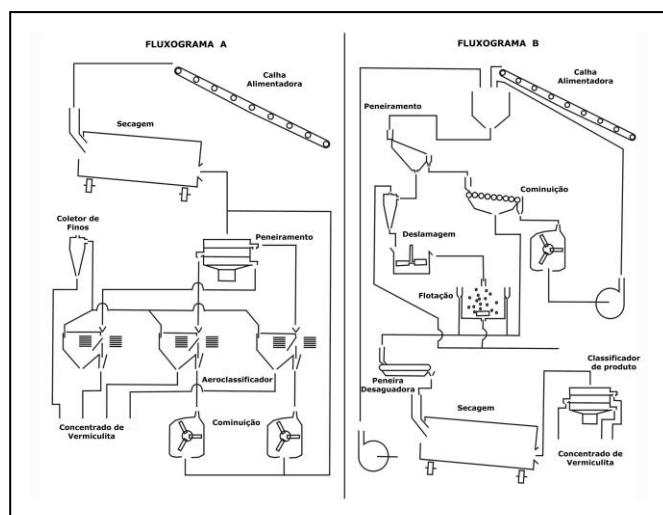 FLUXOGRAMA A
Calha
Alimentadora
Secagem
Coletor de
Finos
Peneiramento
Aeroclassificador
Concentrado de
Vermiculita
Cominuição
FLUXOGRAMA B
Calha
Alimentadora
Peneiramento
Cominuição
Deslamagem
Flotação
Peneira
Desaguadora
Secagem
Classificador
de produto
Concentrado de
Vermiculita